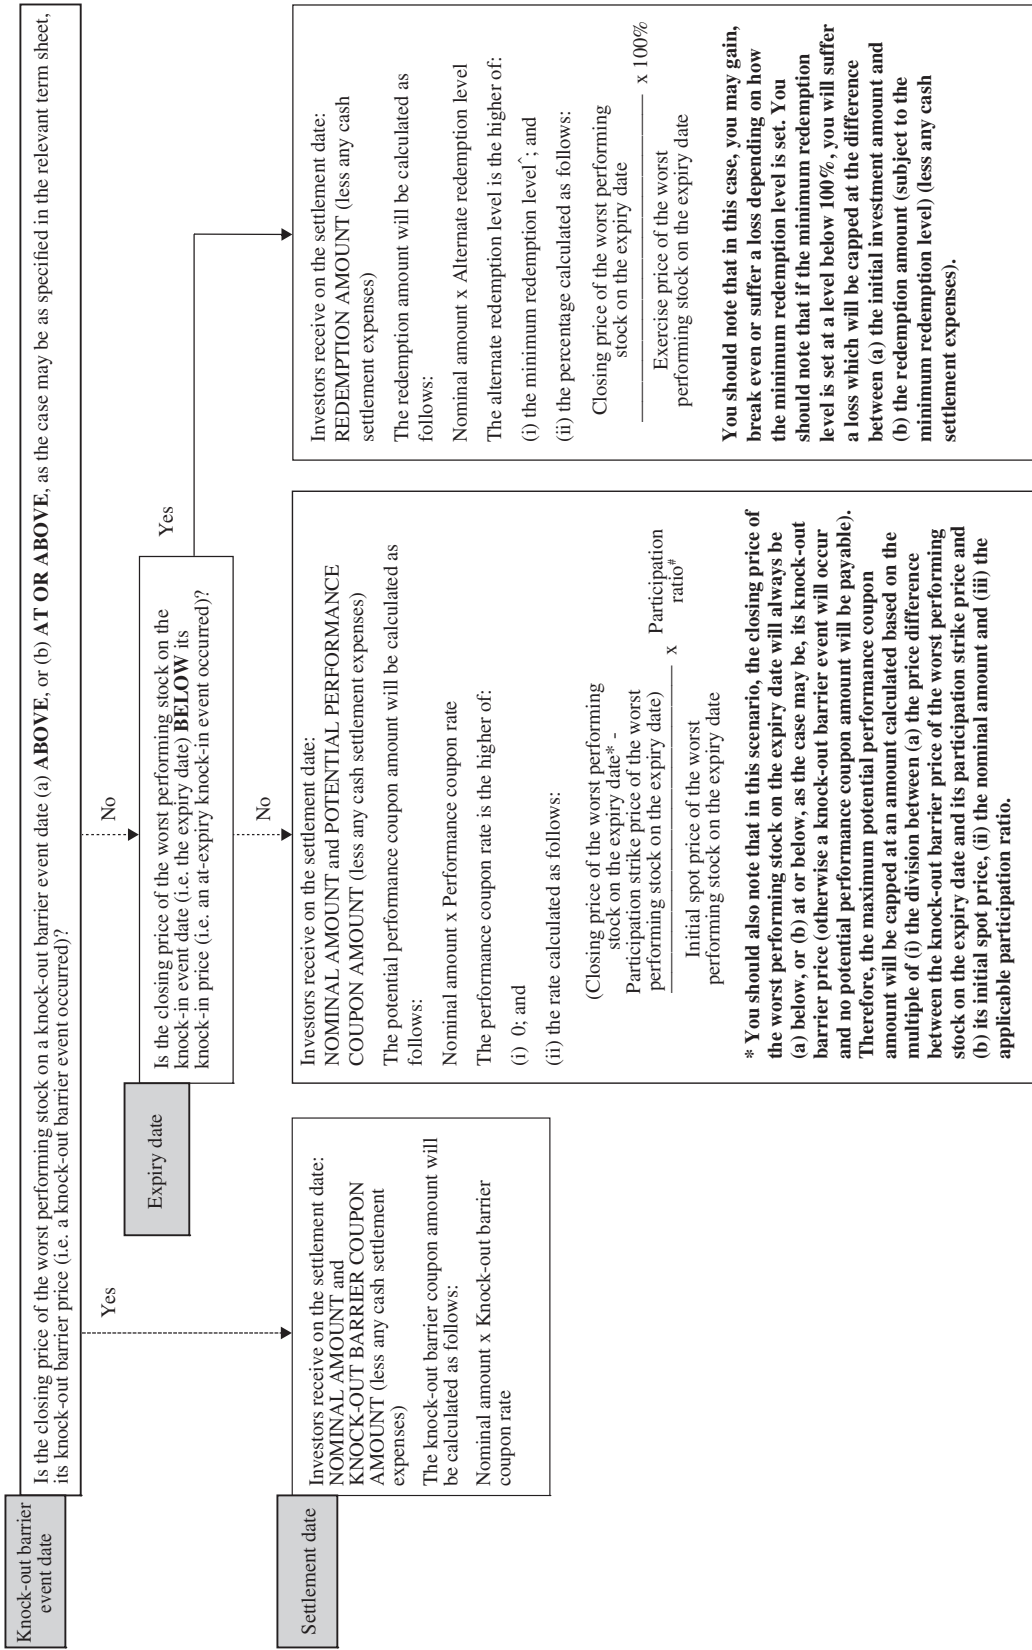 Knock-out barrier
event date
Is the closing price of the worst performing stock on a knock-out barrier event date (a) ABOVE, or (b) AT OR ABOVE, as the case may be as specified in the relevant term sheet,
its knock-out barrier price (i.e. a knock-out barrier event occurred)?
Yes
No
Expiry date
Is the closing price of the worst performing stock on the
knock-in event date (i.e. the expiry date) BELOW its
knock-in price (i.e. an at-expiry knock-in event occurred)?
No
Yes
Settlement date
Investors receive on the settlement date:
NOMINAL AMOUNT and
KNOCK-OUT BARRIER COUPON
AMOUNT (less any cash settlement
expenses)
The knock-out barrier coupon amount will
be calculated as follows:
Nominal amount x Knock-out barrier
coupon rate
Investors receive on the settlement date:
NOMINAL AMOUNT and POTENTIAL PERFORMANCE
COUPON AMOUNT (less any cash settlement expenses)
The potential performance coupon amount will be calculated as
follows:
Nominal amount x Performance coupon rate
The performance coupon rate is the higher of:
(i) 0; and
(ii) the rate calculated as follows:
(Closing price of the worst performing
stock on the expiry date* -
Participation strike price of the worst
performing stock on the expiry date)
Initial spot price of the worst
performing stock on the expiry date
x
Participation
ratio#
* You should also note that in this scenario, the closing price of
the worst performing stock on the expiry date will always be
(a) below, or (b) at or below, as the case may be, its knock-out
barrier price (otherwise a knock-out barrier event will occur
and no potential performance coupon amount will be payable).
Therefore, the maximum potential performance coupon
amount will be capped at an amount calculated based on the
multiple of (i) the division between (a) the price difference
between the knock-out barrier price of the worst performing
stock on the expiry date and its participation strike price and
(b) its initial spot price, (ii) the nominal amount and (iii) the
applicable participation ratio.
Investors receive on the settlement date:
REDEMPTION AMOUNT (less any cash
settlement expenses)
The redemption amount will be calculated as
follows:
Nominal amount x Alternate redemption level
The alternate redemption level is the higher of:
(i) the minimum redemption level^; and
(ii) the percentage calculated as follows:
Closing price of the worst performing
stock on the expiry date
Exercise price of the worst
performing stock on the expiry date
x 100%
You should note that in this case, you may gain,
break even or suffer a loss depending on how
the minimum redemption level is set. You
should note that if the minimum redemption
level is set at a level below 100%, you will suffer
a loss which will be capped at the difference
between (a) the initial investment amount and
(b) the redemption amount (subject to the
minimum redemption level) (less any cash
settlement expenses).